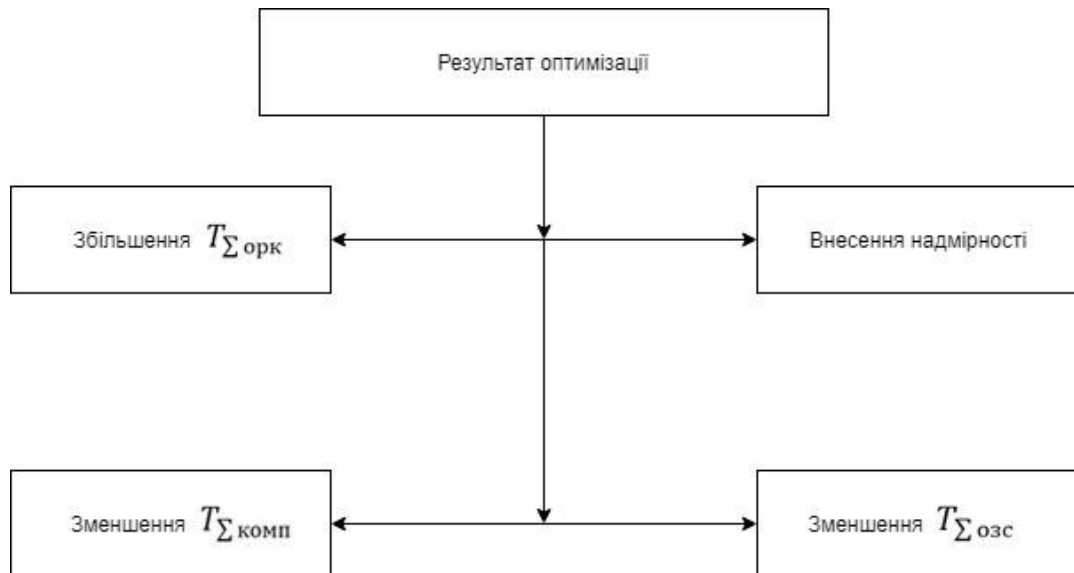 Результат оптимізації
Збільшення T∑ орк
Внесення надмірності
Зменшення T∑ комп
Зменшення T∑ озс